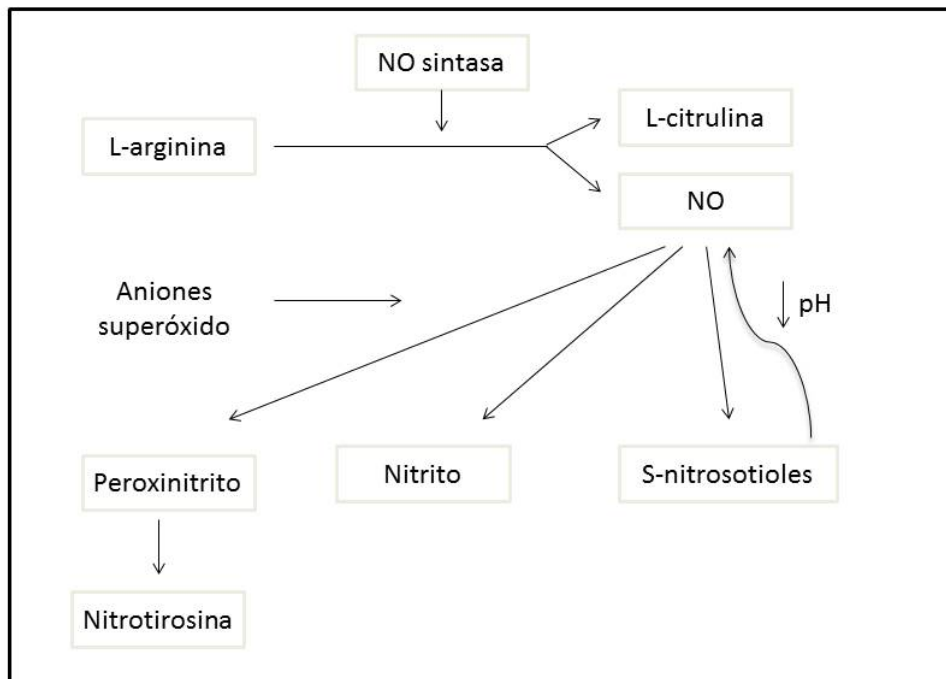 NO sintasa
L-arginina
L-citrulina
NO
Aniones
superóxido
pH
Peroxinitrito
Nitrito
S-nitrosotioles
Nitrotirosina